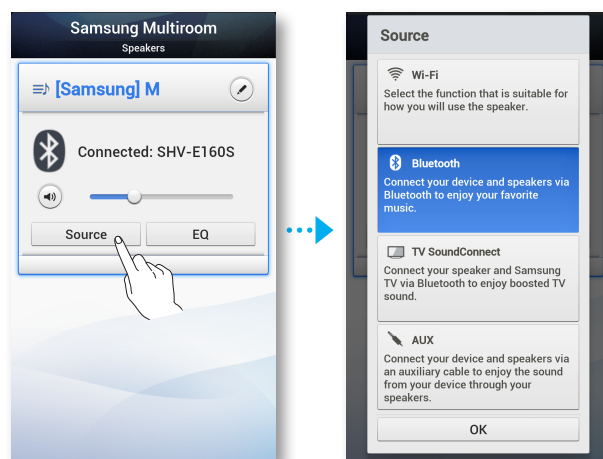 Samsung Multiroom
Speakers
[Samsung] M
Connected: SHV-E160S
Source
EQ
Source
Wi-Fi
Select the function that is suitable for
how you will use the speaker.
Bluetooth
Connect your device and speakers via
Bluetooth to enjoy your favorite
music.
TV SoundConnect
Connect your speaker and Samsung
TV via Bluetooth to enjoy boosted TV
sound.
AUX
Connect your device and speakers via
an auxiliary cable to enjoy the sound
from your device through your
speakers.
OK